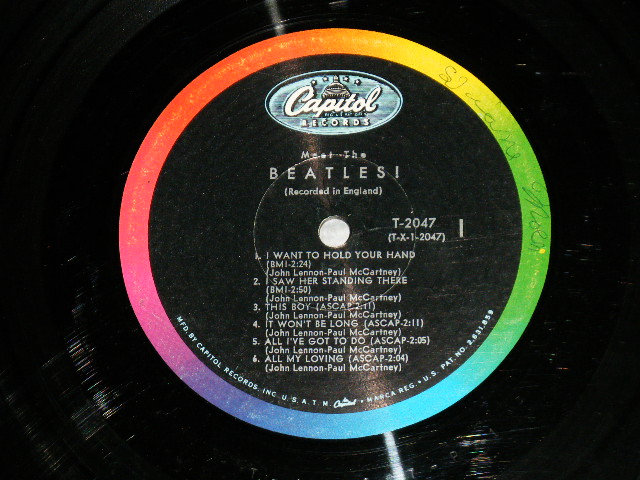 Capitol
RECORDS
Meet The
BEATLES!
(Recorded in England)
T-2047 1
(T-X-1-2047)
1. I WANT TO HOLD YOUR HAND
(BMI-2:24)
(John Lennon-Paul McCartney)
2. I SAW HER STANDING THERE
(BMI-2:50)
(John Lennon-Paul McCartney)
3. THIS BOY (ASCAP-2:11)
(John Lennon-Paul McCartney)
4. IT WON'T BE LONG (ASCAP-2:11)
(John Lennon-Paul McCartney)
5. ALL I'VE GOT TO DO (ASCAP-2:05)
(John Lennon-Paul McCartney)
6. ALL MY LOVING (ASCAP-2:04)
(John Lennon-Paul McCartney)
MFD. BY CAPITOL RECORDS, INC. U.S.A. T.M. Capitol • MARCA REG. • U.S. PAT. NO. 2,631,859